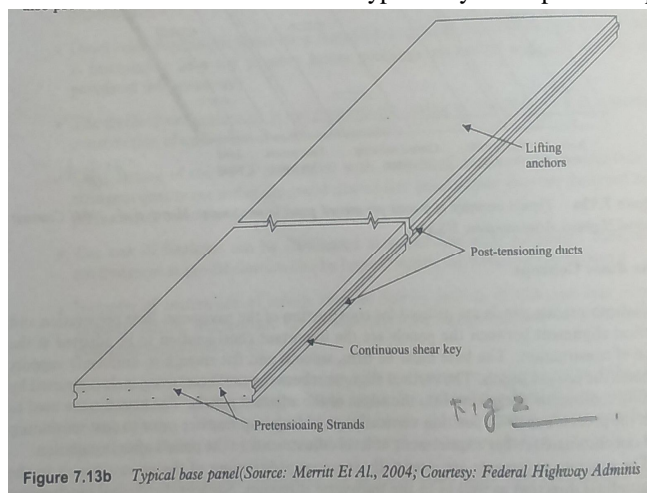 Lifting
anchors
Post-tensioning ducts
Continuous shear key
Pretensioaing Strands
Fig 2
Figure 7.13b Typical base panel(Source: Merritt Et Al., 2004; Courtesy: Federal Highway Adminis